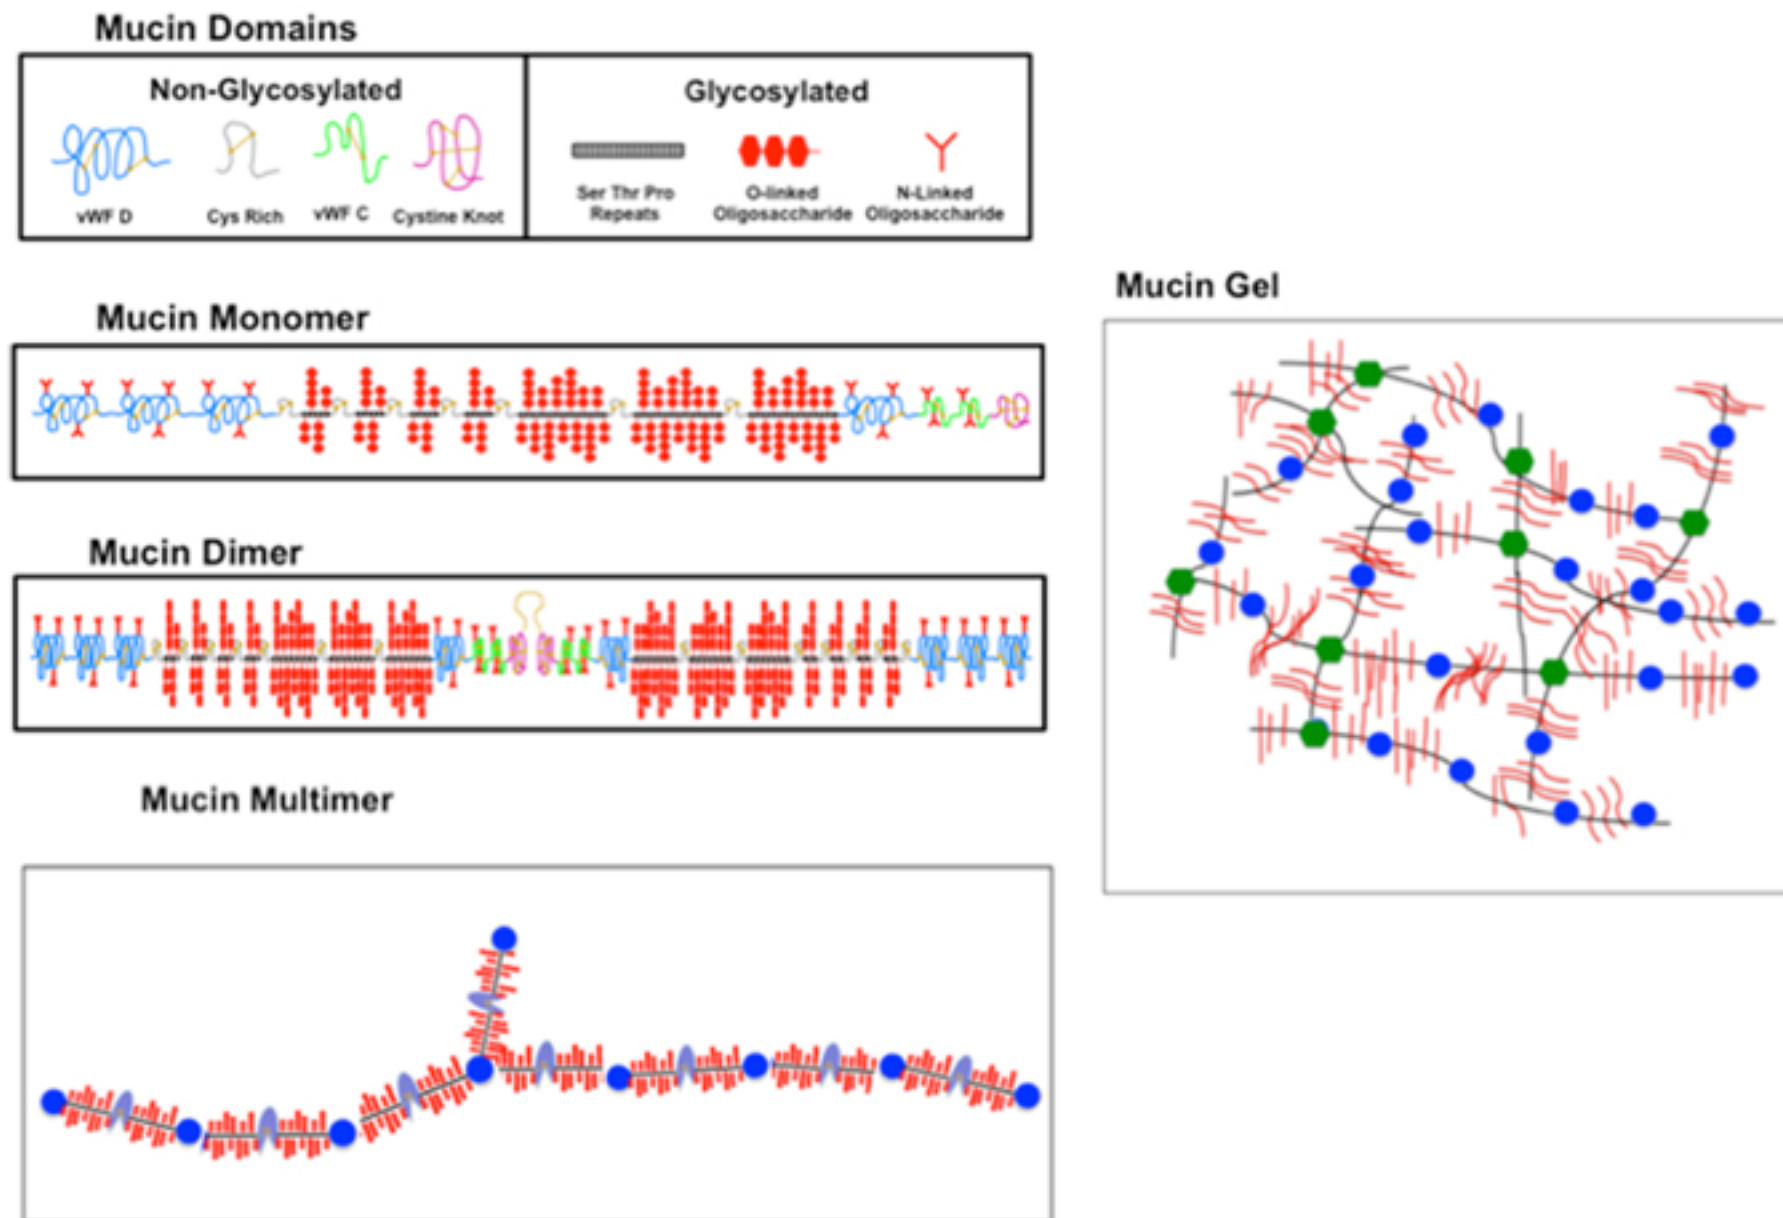 Mucin Domains
Non-Glycosylated
Glycosylated
vWF D
Cys Rich
vWF C
Cystine Knot
Ser Thr Pro
Repeats
O-linked
Oligosaccharide
N-Linked
Oligosaccharide
Mucin Monomer
Mucin Dimer
Mucin Multimer
Mucin Gel